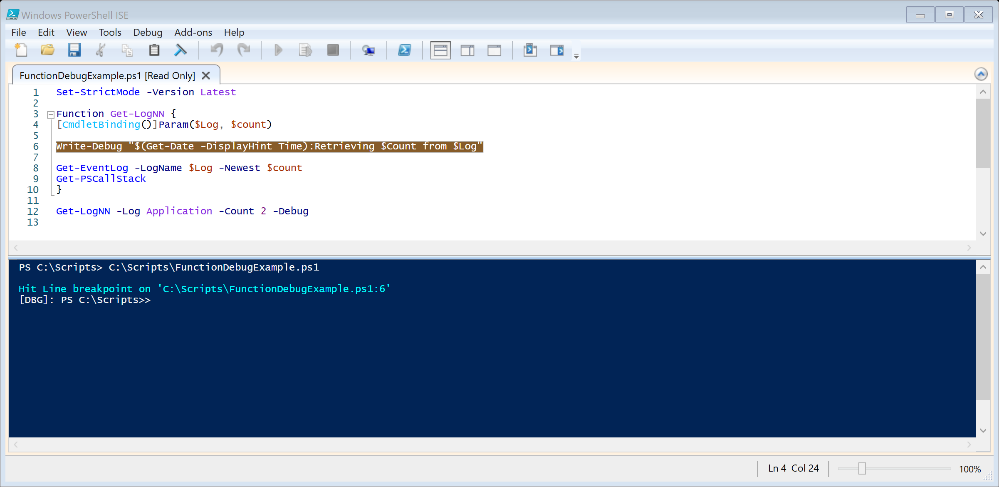 Windows PowerShell ISE
File Edit View Tools Debug Add-ons Help
FunctionDebugExample.ps1 [Read Only]
1 Set-StrictMode -Version Latest
2
3 Function Get-LogNN {
4 [CmdletBinding()]Param($Log, $count)
5
6 Write-Debug "$(Get-Date -DisplayHint Time):Retrieving $Count from $Log"
7
8 Get-EventLog -LogName $Log -Newest $count
9 Get-PSCallStack
10 }
11
12 Get-LogNN -Log Application -Count 2 -Debug
13
PS C:\Scripts> C:\Scripts\FunctionDebugExample.ps1
Hit Line breakpoint on 'C:\Scripts\FunctionDebugExample.ps1:6'
[DBG]: PS C:\Scripts>>
Ln 4 Col 24
100%